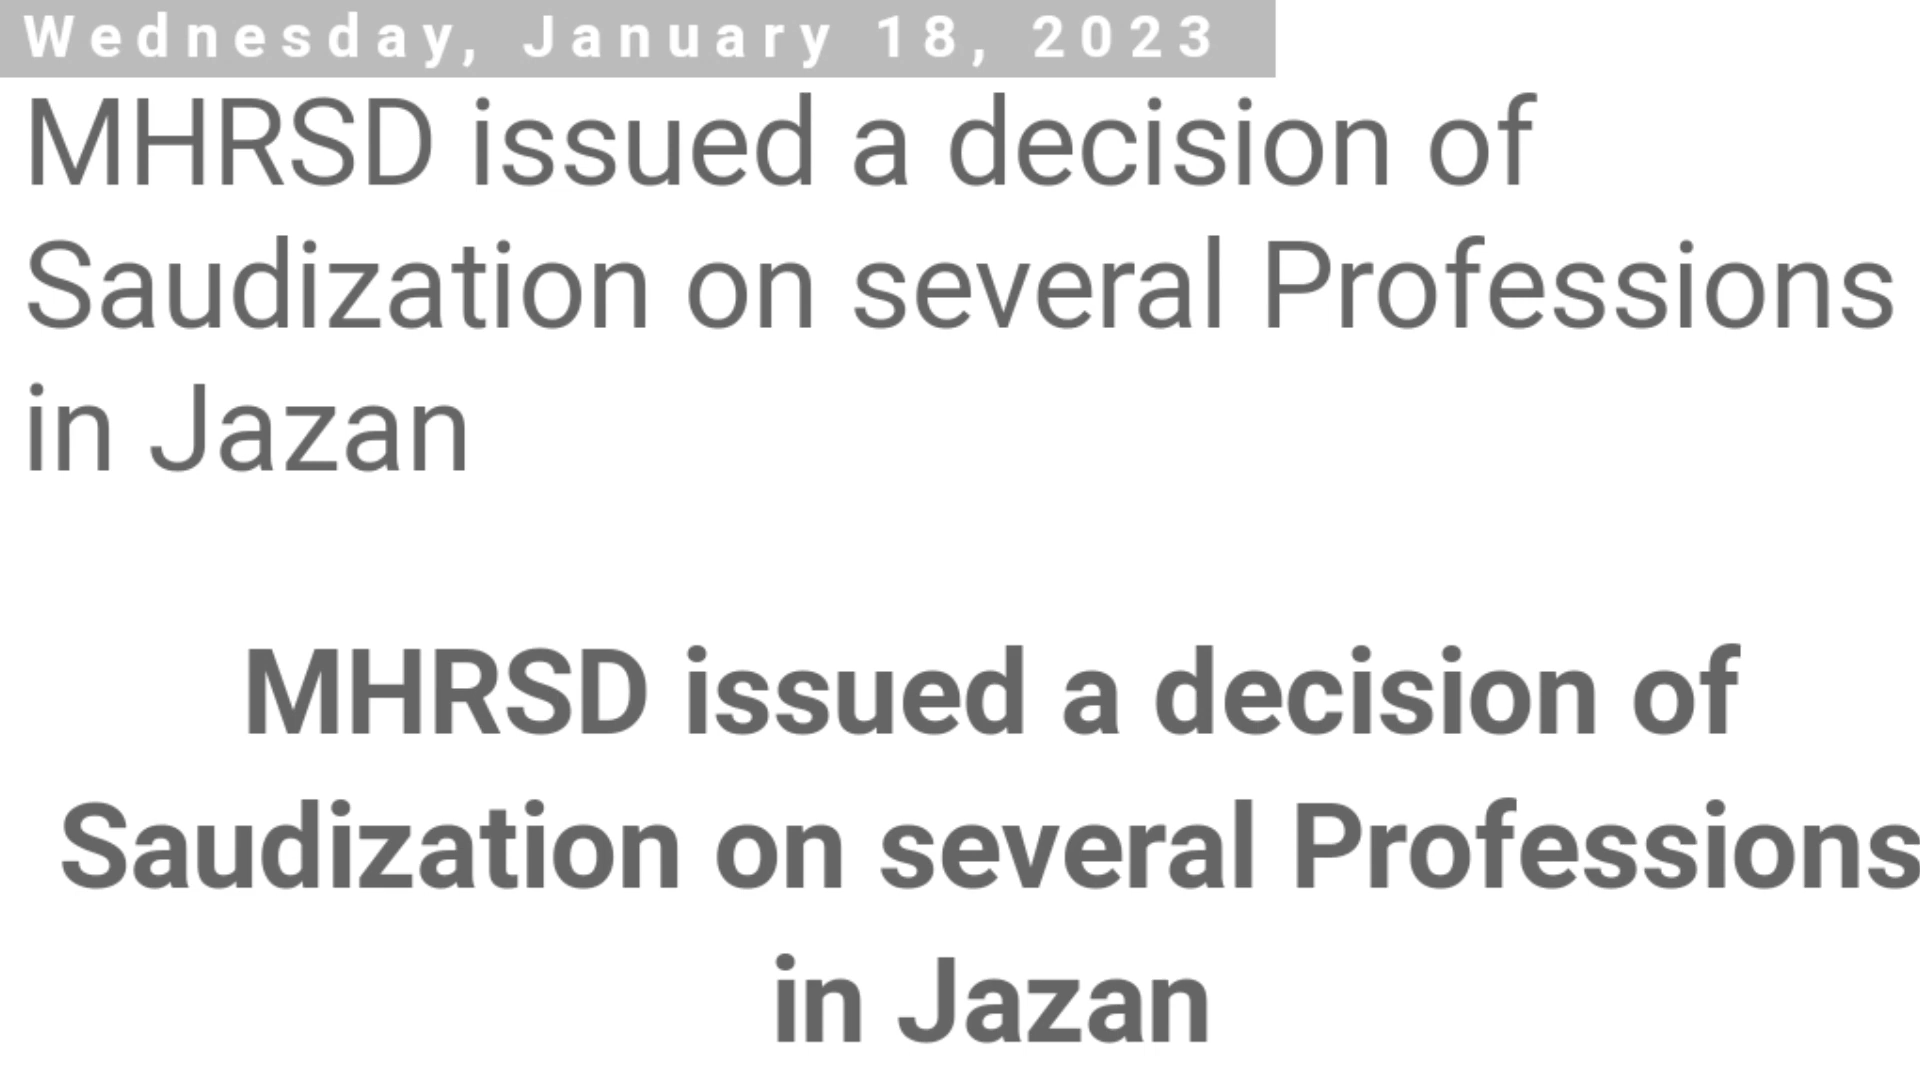 Wednesday, January 18, 2023
MHRSD issued a decision of
Saudization on several Professions
in Jazan
MHRSD issued a decision of
Saudization on several Professions
in Jazan